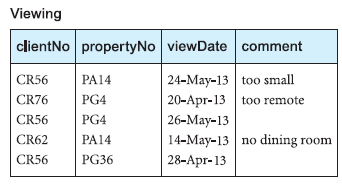 Viewing
clientNo propertyNo viewDate comment
CR56 PA14 24-May-13 too small
CR76 PG4 20-Apr-13 too remote
CR56 PG4 26-May-13
CR62 PA14 14-May-13 no dining room
CR56 PG36 28-Apr-13